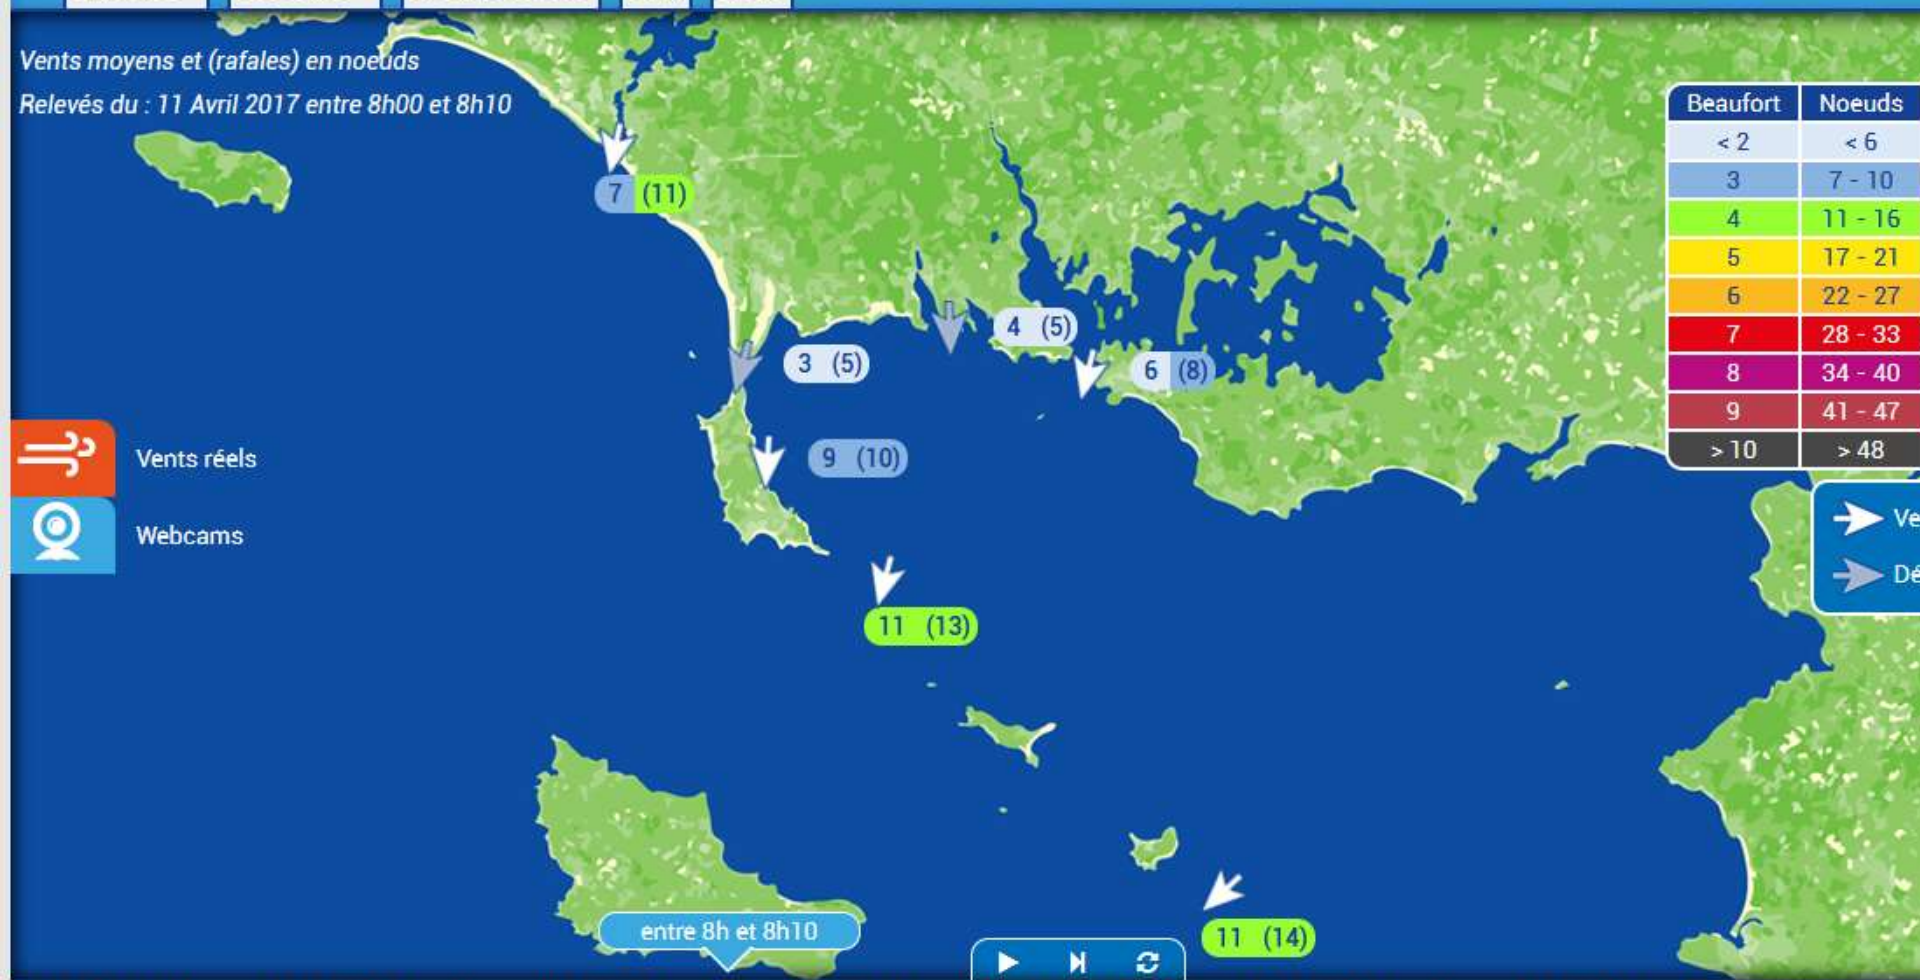 Vents moyens et (rafales) en noeuds
Relevés du : 11 Avril 2017 entre 8h00 et 8h10
Beaufort Noeuds
< 2 < 6
3 7 - 10
4 11 - 16
5 17 - 21
6 22 - 27
7 28 - 33
8 34 - 40
9 41 - 47
> 10 > 48
7 (11)
4 (5)
3 (5)
6 (8)
9 (10)
Vents réels
Webcams
11 (13)
Ve
Dé
entre 8h et 8h10
11 (14)